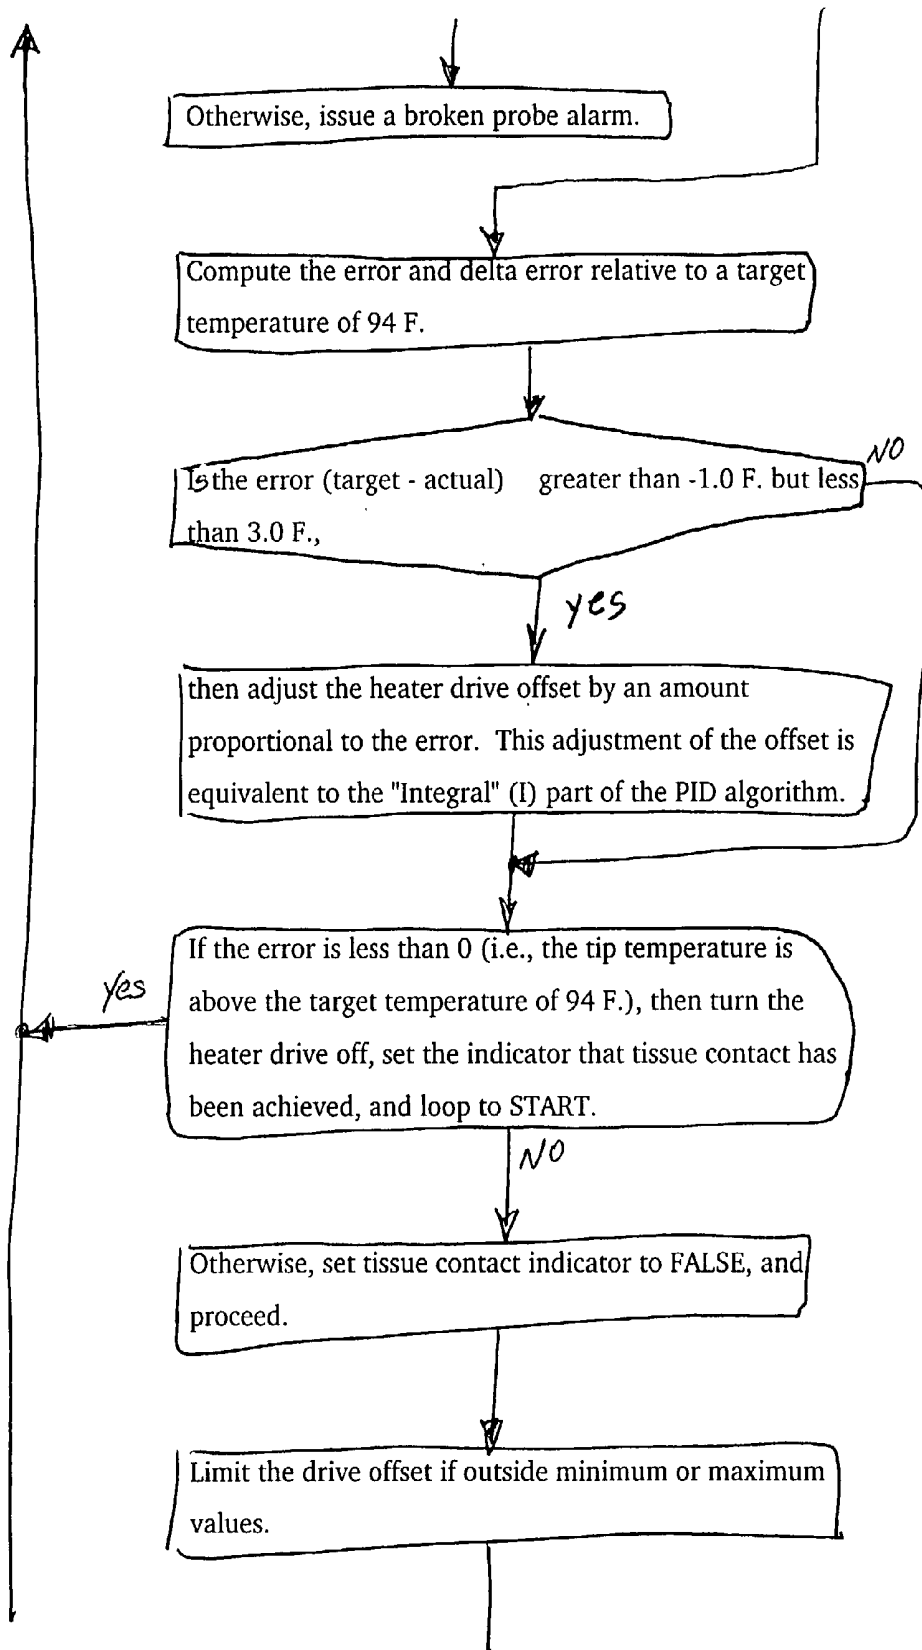 Otherwise, issue a broken probe alarm.
Compute the error and delta error relative to a target
temperature of 94 F.
Is the error (target - actual) greater than -1.0 F. but less
NO
than 3.0 F.,
yes
then adjust the heater drive offset by an amount
proportional to the error. This adjustment of the offset is
equivalent to the "Integral" (I) part of the PID algorithm.
If the error is less than 0 (i.e., the tip temperature is
yes
above the target temperature of 94 F.), then turn the
heater drive off, set the indicator that tissue contact has
been achieved, and loop to START.
NO
Otherwise, set tissue contact indicator to FALSE, and
proceed.
Limit the drive offset if outside minimum or maximum
values.